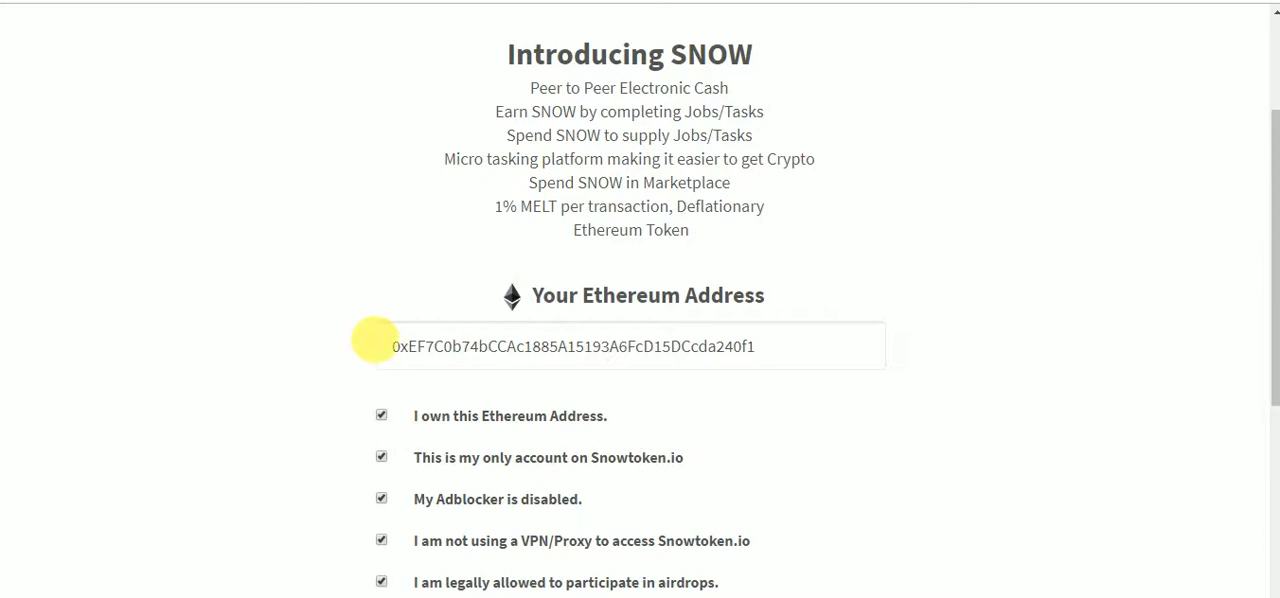 Introducing SNOW
Peer to Peer Electronic Cash
Earn SNOW by completing Jobs/Tasks
Spend SNOW to supply Jobs/Tasks
Micro tasking platform making it easier to get Crypto
Spend SNOW in Marketplace
1% MELT per transaction, Deflationary
Ethereum Token
Your Ethereum Address
0xEF7C0b74bCCAc1885A15193A6FcD15DCcda240f1
I own this Ethereum Address.
This is my only account on Snowtoken.io
My Adblocker is disabled.
I am not using a VPN/Proxy to access Snowtoken.io
I am legally allowed to participate in airdrops.